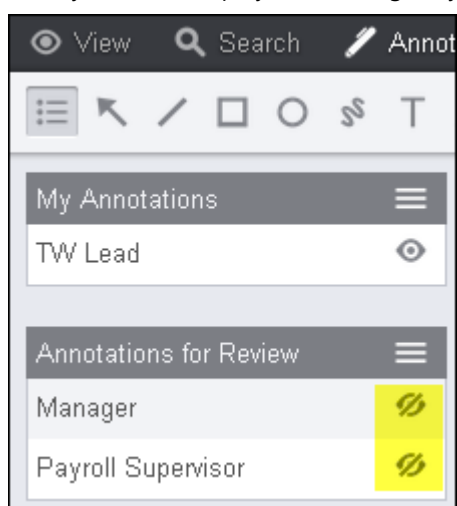 View Search Annot
T
My Annotations
TW Lead
Annotations for Review
Manager
Payroll Supervisor